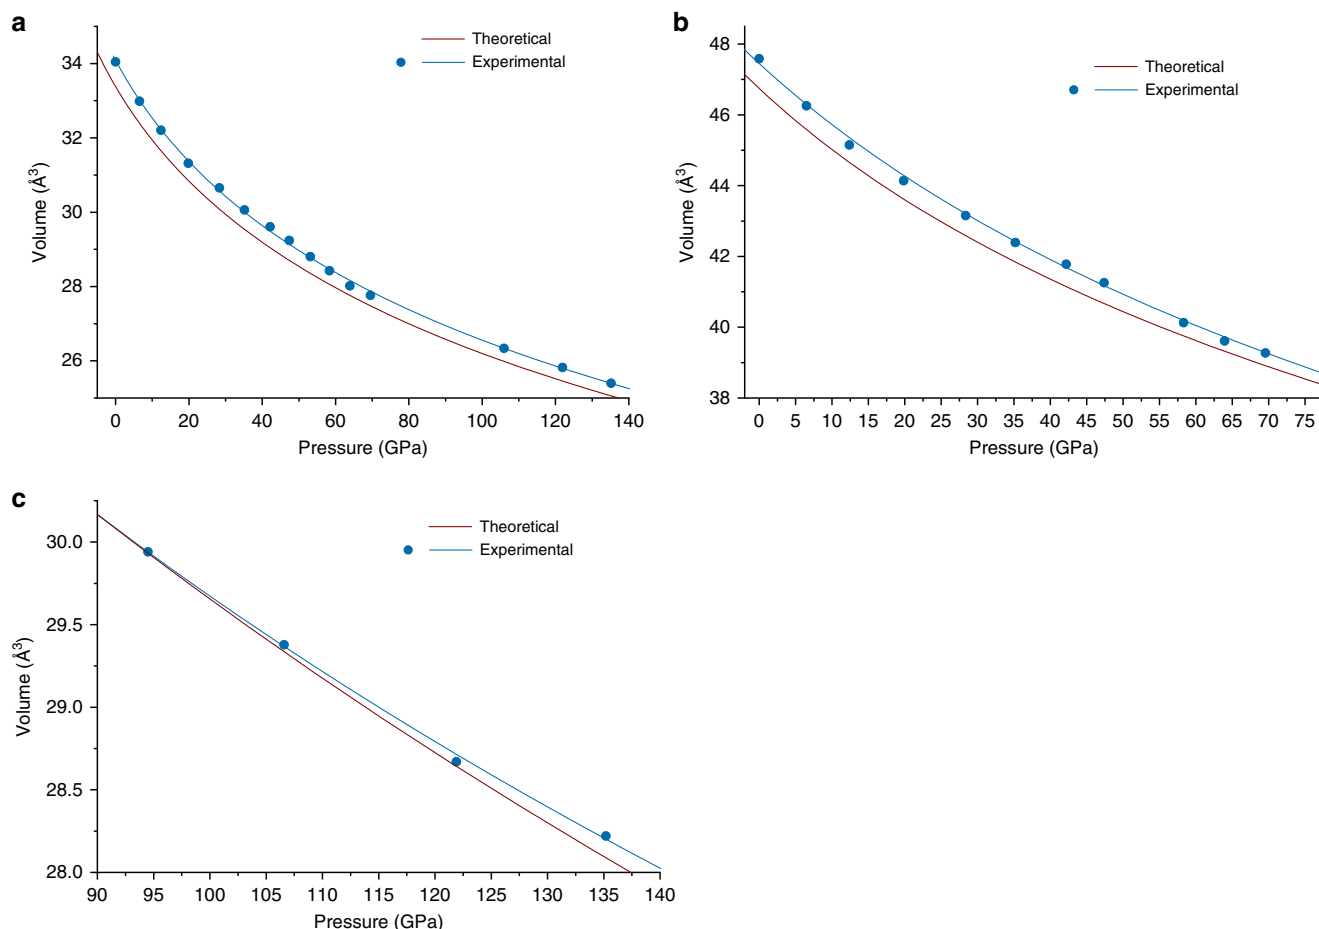 a
Theoretical
Experimental
34
32
30
28
26
Volume (Å³)
0 20 40 60 80 100 120 140
Pressure (GPa)
b
Theoretical
Experimental
48
46
44
42
40
38
Volume (Å³)
0 5 10 15 20 25 30 35 40 45 50 55 60 65 70 75
Pressure (GPa)
c
Theoretical
Experimental
30.0
29.5
29.0
28.5
28.0
Volume (Å³)
90 95 100 105 110 115 120 125 130 135 140
Pressure (GPa)